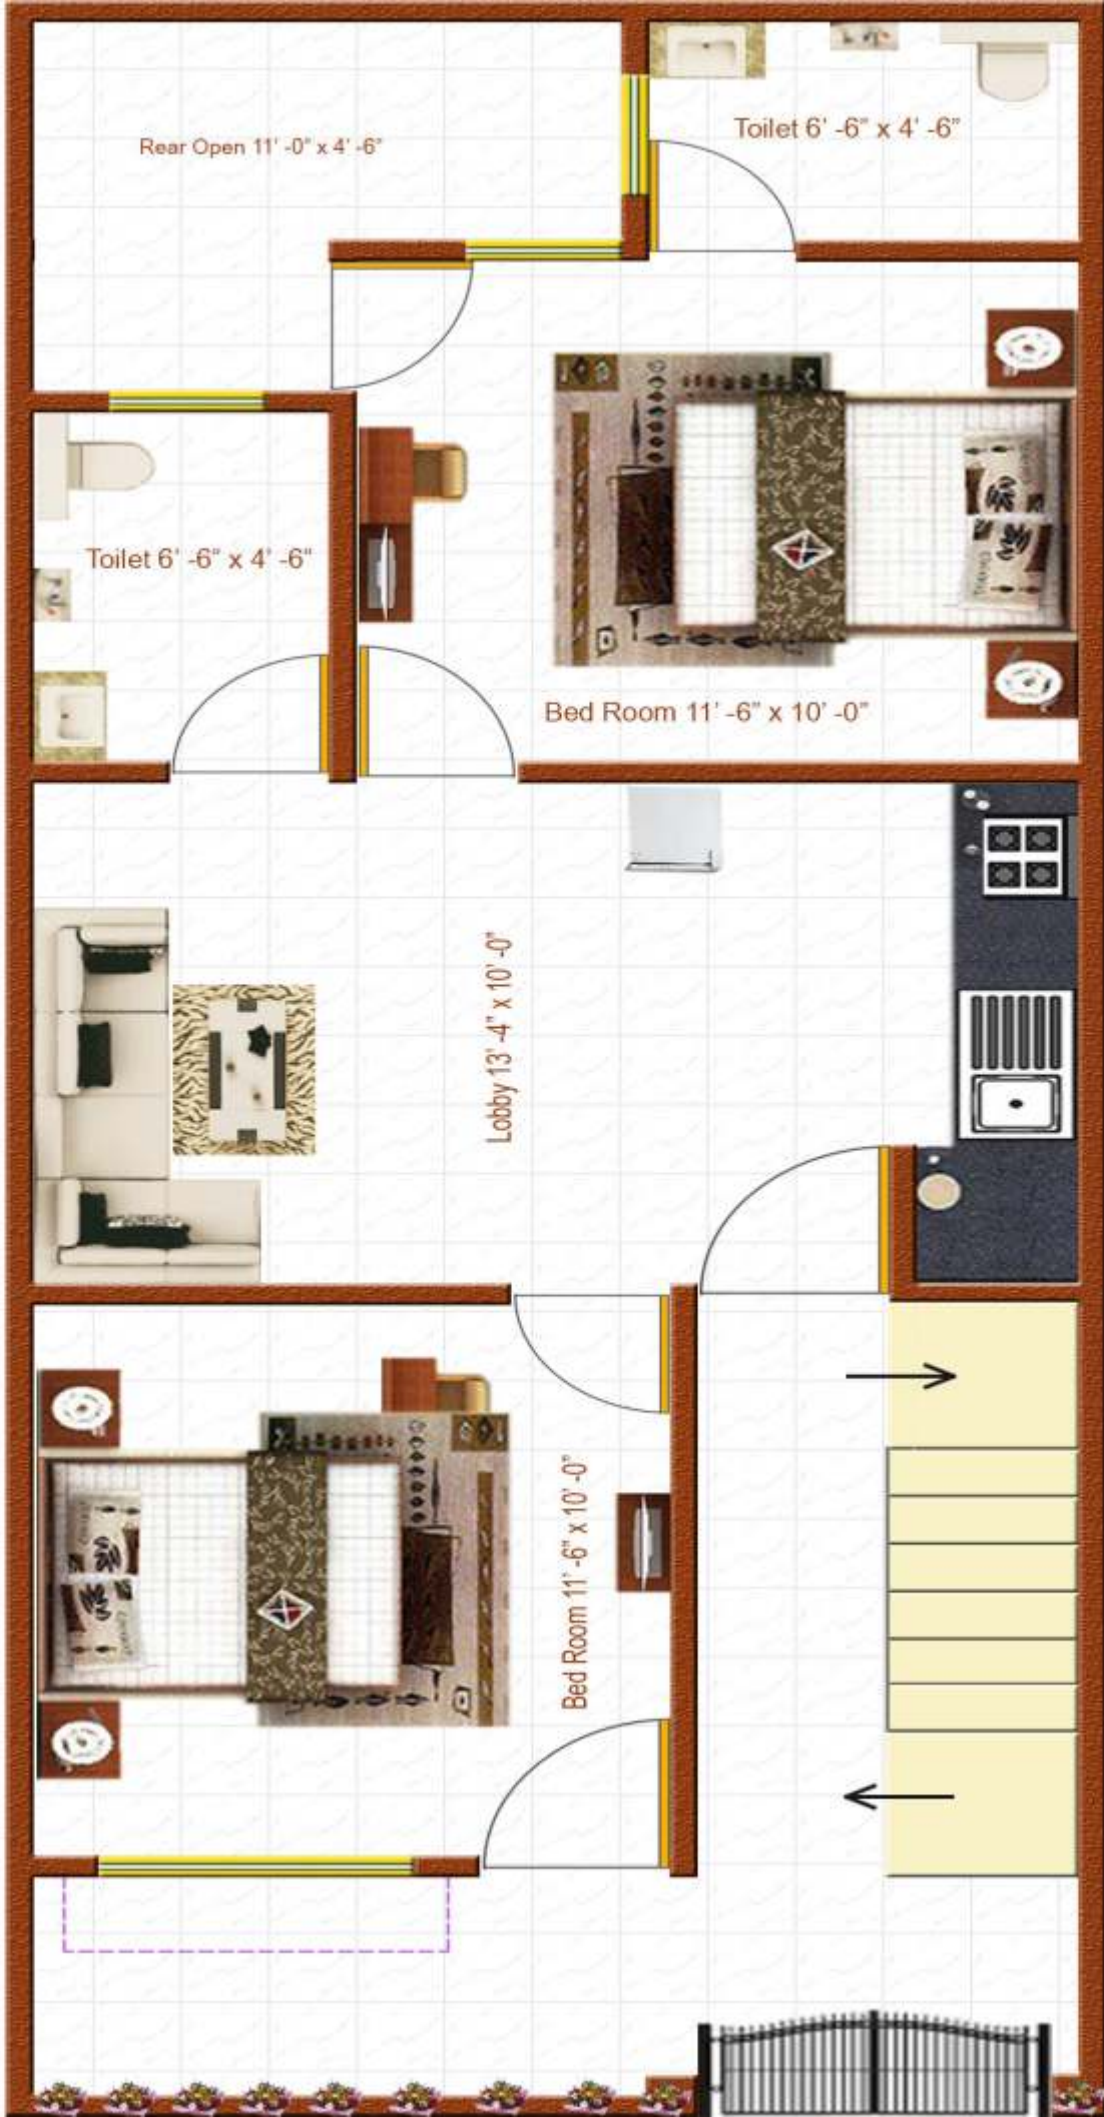 Rear Open 11' -0" x 4' -6"
Toilet 6' -6" x 4' -6"
Toilet 6' -6" x 4' -6"
Bed Room 11' -6" x 10' -0"
Lobby 13' -4" x 10' -0"
Bed Room 11' -6" x 10' -0"